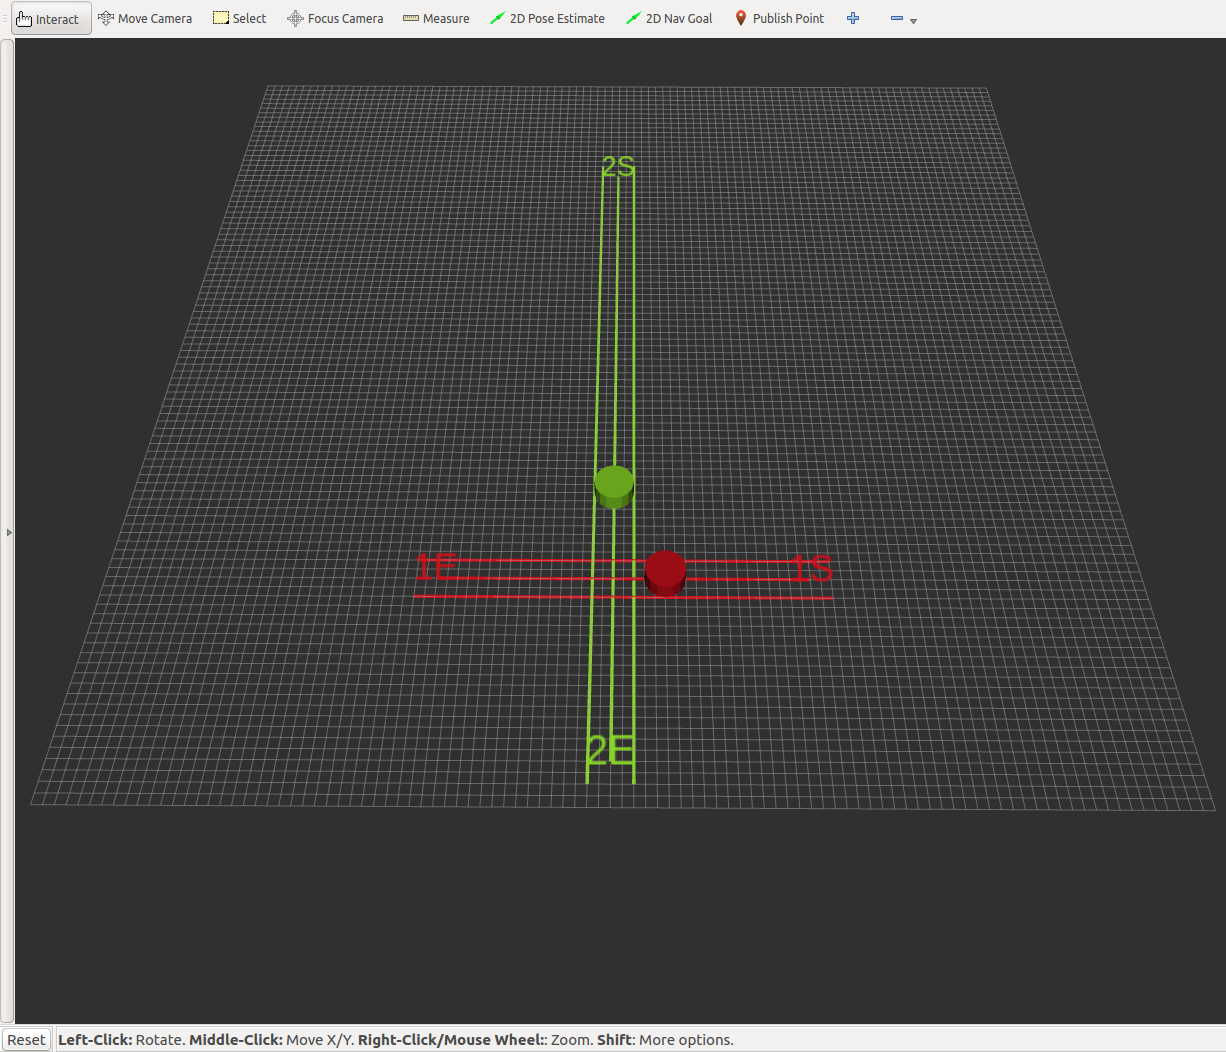 Interact Move Camera Select Focus Camera Measure 2D Pose Estimate 2D Nav Goal Publish Point
2S
1E 1S
2E
Reset Left-Click: Rotate. Middle-Click: Move X/Y. Right-Click/Mouse Wheel:: Zoom. Shift: More options.